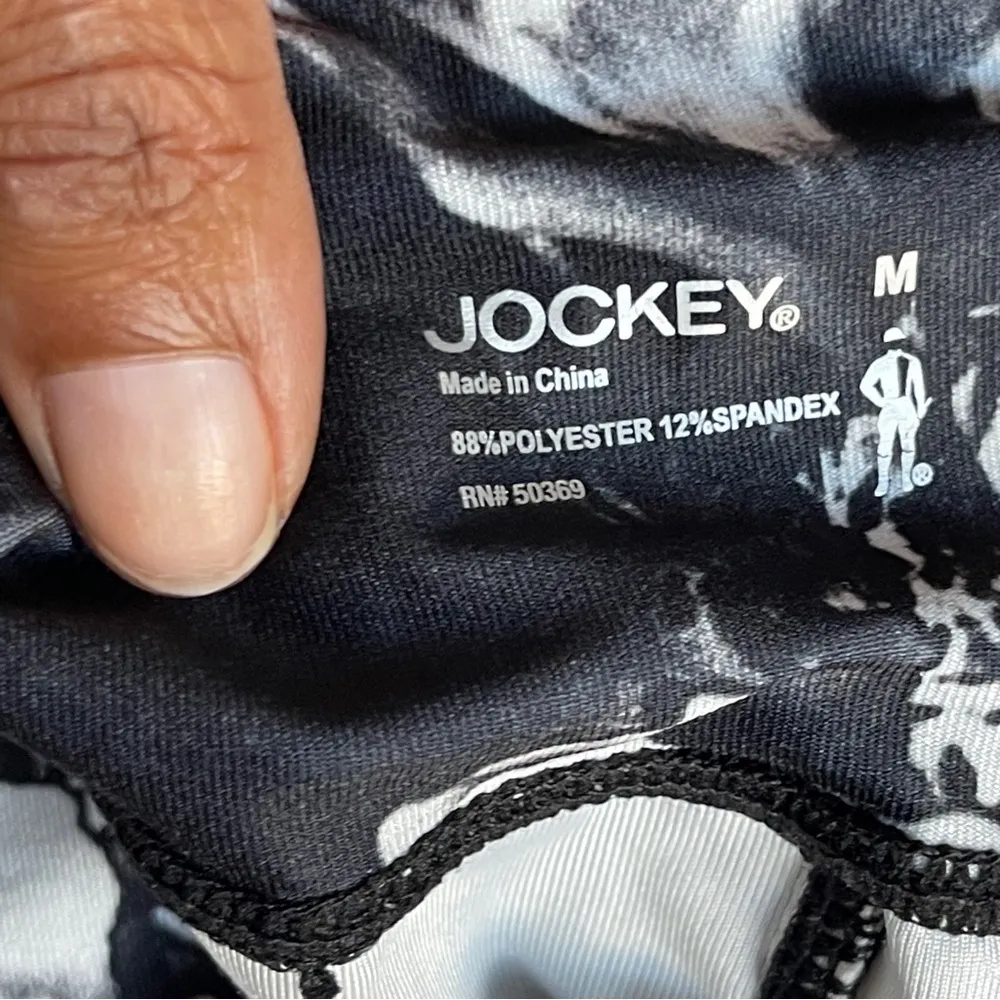 JOCKEY®
M
Made in China
88%POLYESTER 12%SPANDEX
RN# 50369
®